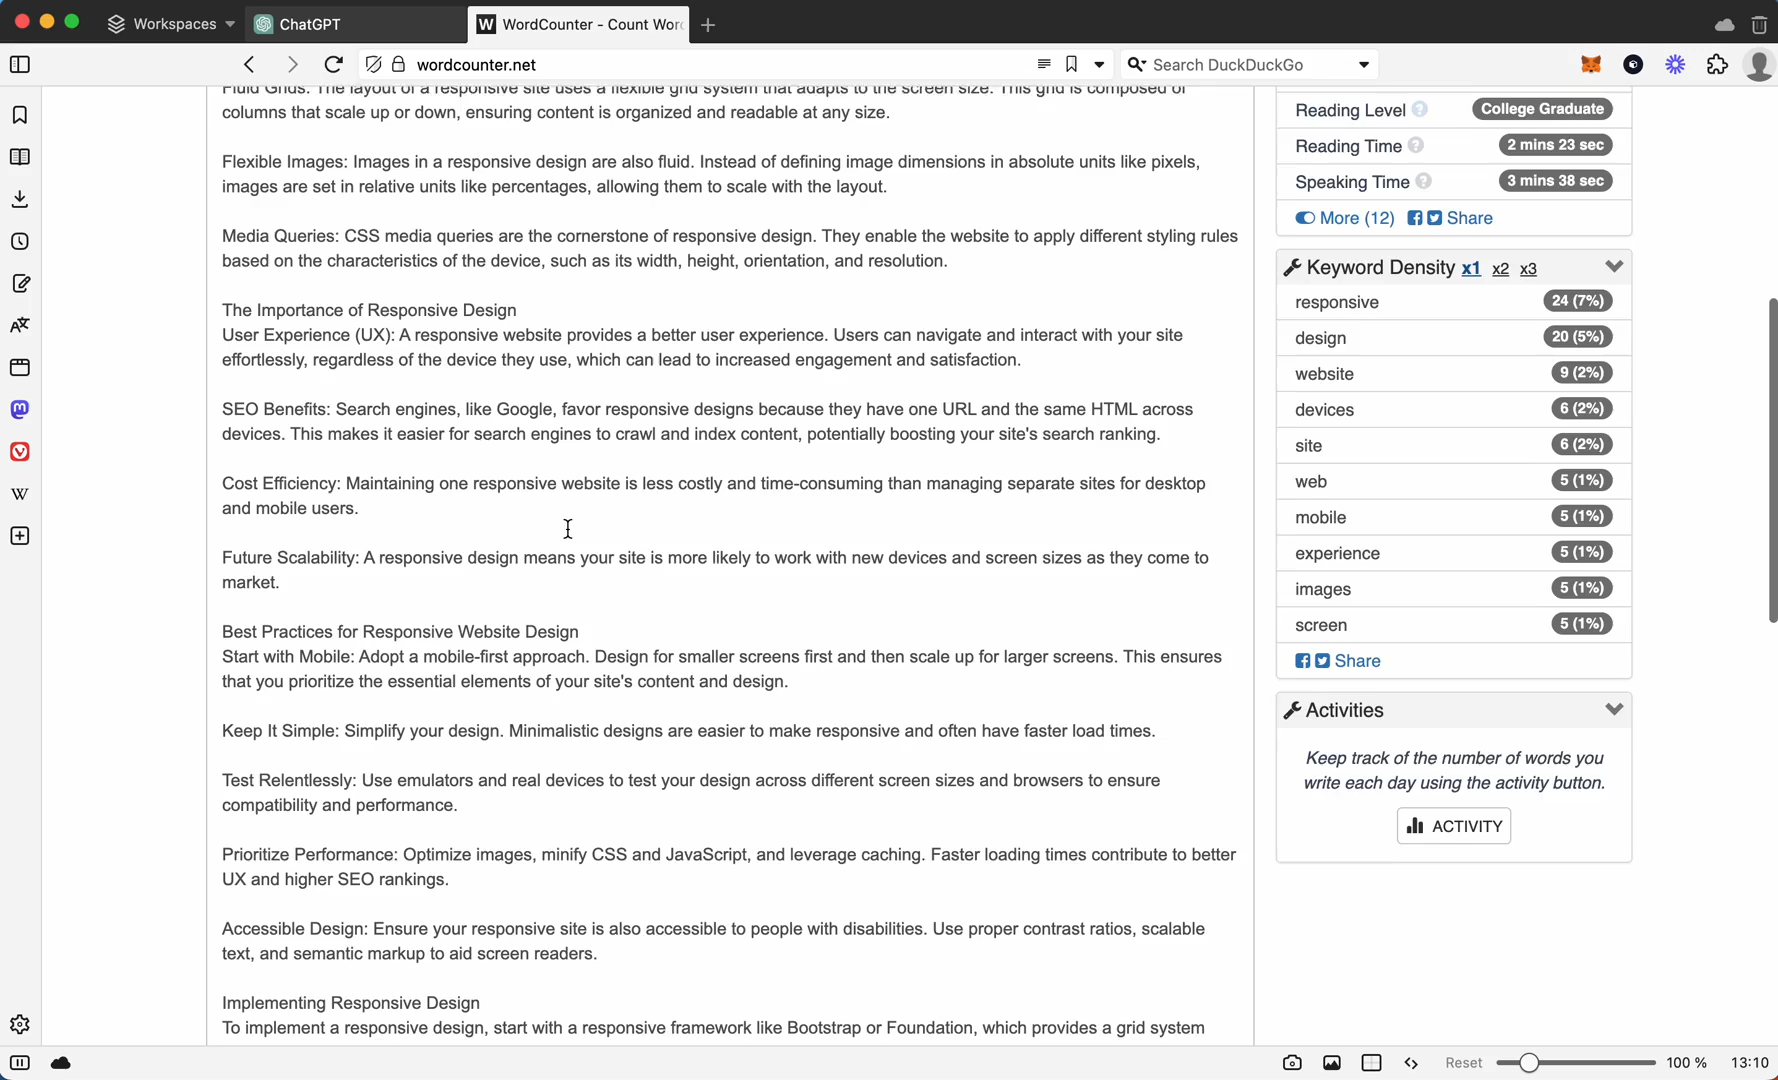 Workspaces
ChatGPT
WordCounter - Count Wor
wordcounter.net
Search DuckDuckGo
Fluid Grids: The layout of a responsive site uses a flexible grid system that adapts to the screen size. This grid is composed of
columns that scale up or down, ensuring content is organized and readable at any size.
Flexible Images: Images in a responsive design are also fluid. Instead of defining image dimensions in absolute units like pixels,
images are set in relative units like percentages, allowing them to scale with the layout.
Media Queries: CSS media queries are the cornerstone of responsive design. They enable the website to apply different styling rules
based on the characteristics of the device, such as its width, height, orientation, and resolution.
The Importance of Responsive Design
User Experience (UX): A responsive website provides a better user experience. Users can navigate and interact with your site
effortlessly, regardless of the device they use, which can lead to increased engagement and satisfaction.
SEO Benefits: Search engines, like Google, favor responsive designs because they have one URL and the same HTML across
devices. This makes it easier for search engines to crawl and index content, potentially boosting your site's search ranking.
Cost Efficiency: Maintaining one responsive website is less costly and time-consuming than managing separate sites for desktop
and mobile users.
Future Scalability: A responsive design means your site is more likely to work with new devices and screen sizes as they come to
market.
Best Practices for Responsive Website Design
Start with Mobile: Adopt a mobile-first approach. Design for smaller screens first and then scale up for larger screens. This ensures
that you prioritize the essential elements of your site's content and design.
Keep It Simple: Simplify your design. Minimalistic designs are easier to make responsive and often have faster load times.
Test Relentlessly: Use emulators and real devices to test your design across different screen sizes and browsers to ensure
compatibility and performance.
Prioritize Performance: Optimize images, minify CSS and JavaScript, and leverage caching. Faster loading times contribute to better
UX and higher SEO rankings.
Accessible Design: Ensure your responsive site is also accessible to people with disabilities. Use proper contrast ratios, scalable
text, and semantic markup to aid screen readers.
Implementing Responsive Design
To implement a responsive design, start with a responsive framework like Bootstrap or Foundation, which provides a grid system
Reading Level College Graduate
Reading Time 2 mins 23 sec
Speaking Time 3 mins 38 sec
More (12) Share
Keyword Density x1 x2 x3
responsive 24 (7%)
design 20 (5%)
website 9 (2%)
devices 6 (2%)
site 6 (2%)
web 5 (1%)
mobile 5 (1%)
experience 5 (1%)
images 5 (1%)
screen 5 (1%)
Share
Activities
Keep track of the number of words you
write each day using the activity button.
ACTIVITY
Reset 100 % 13:10